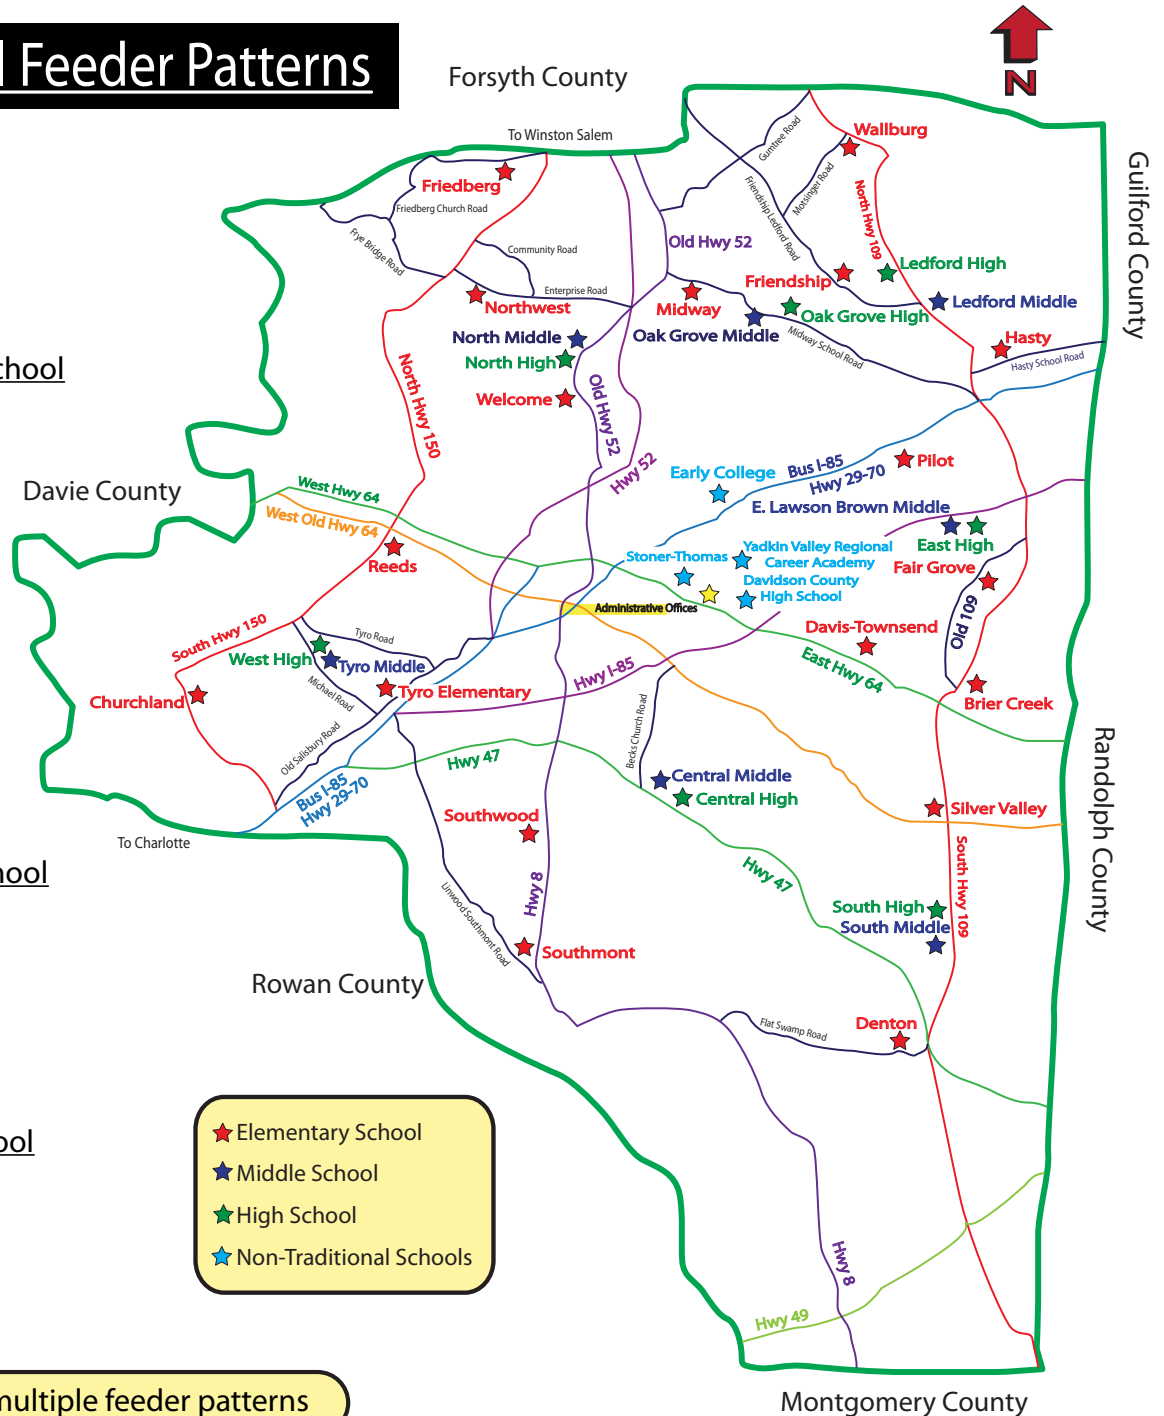 Feeder Patterns
Forsyth County
N
To Winston Salem
Wallburg
Gumtree Road
Motsinger Road
Friedberg
Friedberg Church Road
Friendship Ledford Road
North Hwy 109
Guilford County
Frye Bridge Road
Community Road
Old Hwy 52
Ledford High
Friendship
Enterprise Road
Northwest
Midway
Ledford Middle
Oak Grove High
North Middle
Oak Grove Middle
Midway School Road
Hasty
Hasty School Road
North High
chool
North Hwy 150
Welcome
Old Hwy 52
Hwy 52
Early College
Bus I-85
Hwy 29-70
Pilot
Davie County
West Hwy 64
West Old Hwy 64
E. Lawson Brown Middle
East High
Reeds
Stoner-Thomas
Yadkin Valley Regional
Career Academy
Davidson County
High School
Fair Grove
Administrative Offices
Old 109
South Hwy 150
Tyro Road
West High
Tyro Middle
Davis-Townsend
East Hwy 64
Hwy I-85
Michael Road
Tyro Elementary
Churchland
Brier Creek
Old Salisbury Road
Becks Church Road
Randolph County
Hwy 47
Bus I-85
Hwy 29-70
Central Middle
Central High
Southwood
Silver Valley
To Charlotte
Hwy 47
South Hwy 109
hool
Hwy 8
Linwood Southmont Road
South High
South Middle
Southmont
Rowan County
Flat Swamp Road
Denton
Elementary School
Middle School
High School
Non-Traditional Schools
ool
Hwy 8
Hwy 49
multiple feeder patterns
Montgomery County